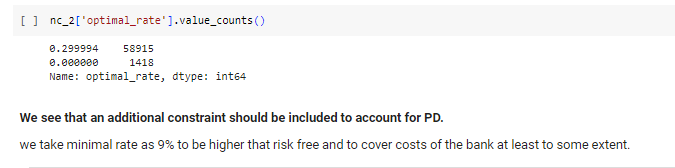 [ ] nc_2['optimal_rate'].value_counts()
0.299994 58915
0.000000 1418
Name: optimal_rate, dtype: int64
We see that an additional constraint should be included to account for PD.
we take minimal rate as 9% to be higher that risk free and to cover costs of the bank at least to some extent.